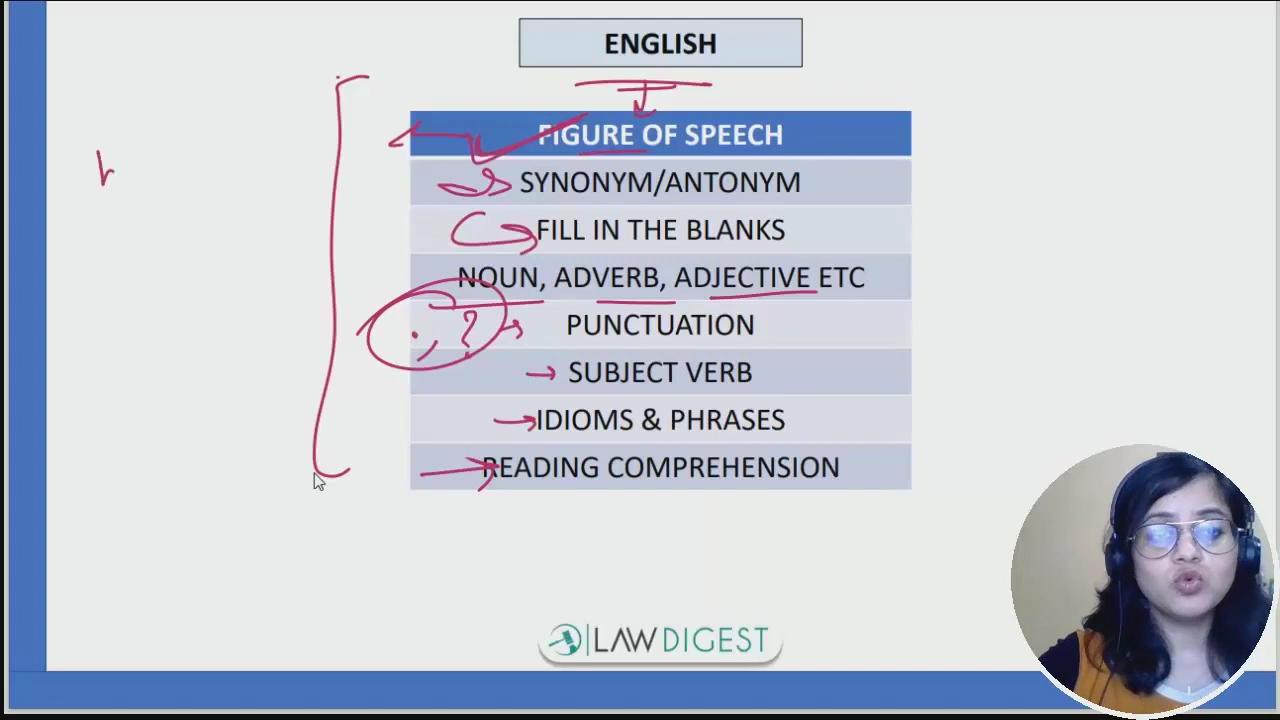 ENGLISH
FIGURE OF SPEECH
SYNONYM/ANTONYM
FILL IN THE BLANKS
NOUN, ADVERB, ADJECTIVE ETC
. , ?
PUNCTUATION
SUBJECT VERB
IDIOMS & PHRASES
READING COMPREHENSION
LAWDIGEST